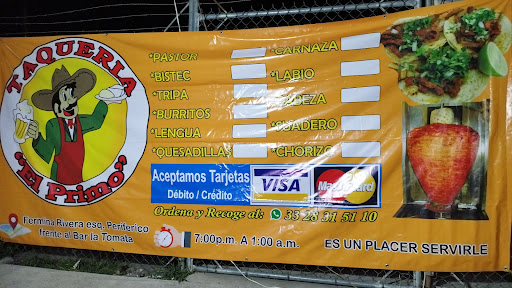 TAQUERIA
"El Primo"
*PASTOR
*BISTEC
*TRIPA
*BURRITOS
*LENGUA
*QUESADILLAS
*CARNAZA
*LABIO
*CABEZA
*SUADERO
*CHORIZO
Aceptamos Tarjetas
Débito / Crédito
VISA
MasterCard
Ordena y Recoge al: 33 28 31 51 10
Fermina Rivera esq. Periferico
frente al Bar la Tomata
7:00p.m. A 1:00 a.m.
ES UN PLACER SERVIRLE